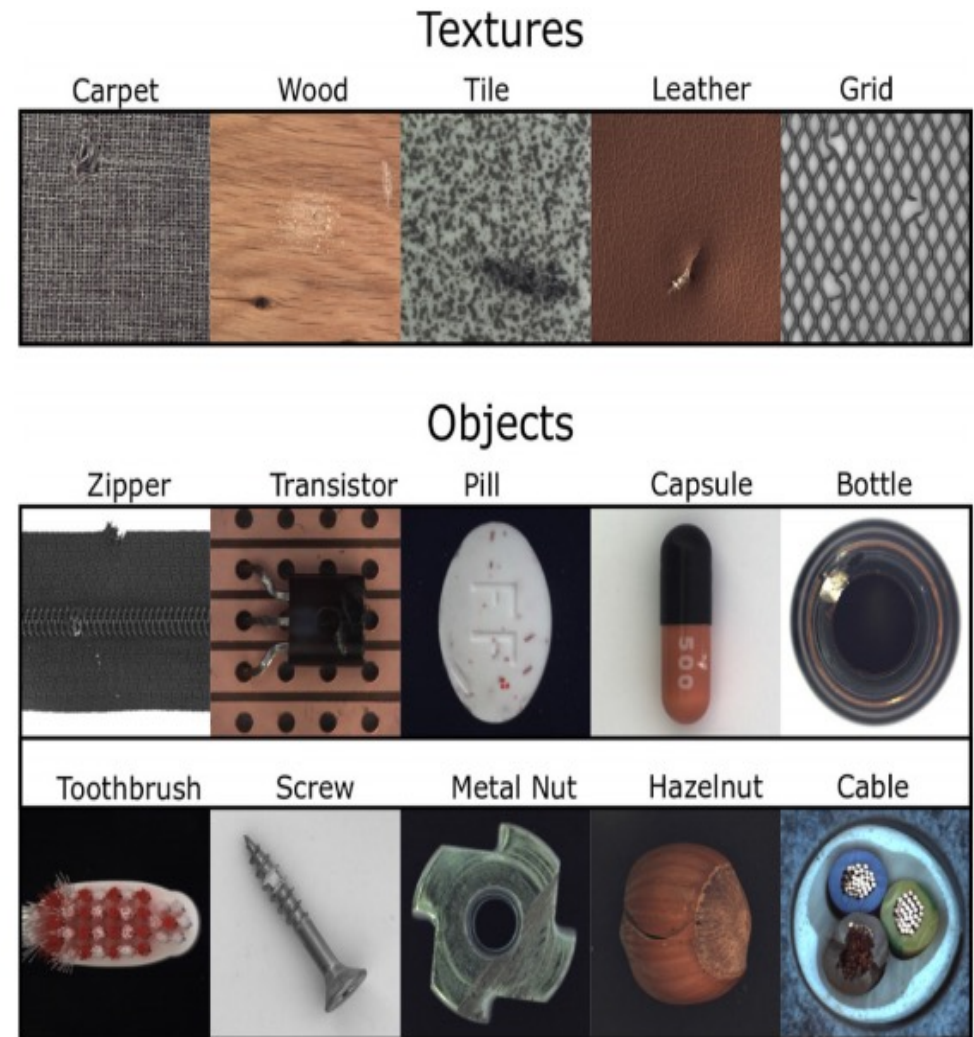 Textures
Carpet Wood Tile Leather Grid
Objects
Zipper Transistor Pill Capsule Bottle
FF
500
Toothbrush Screw Metal Nut Hazelnut Cable